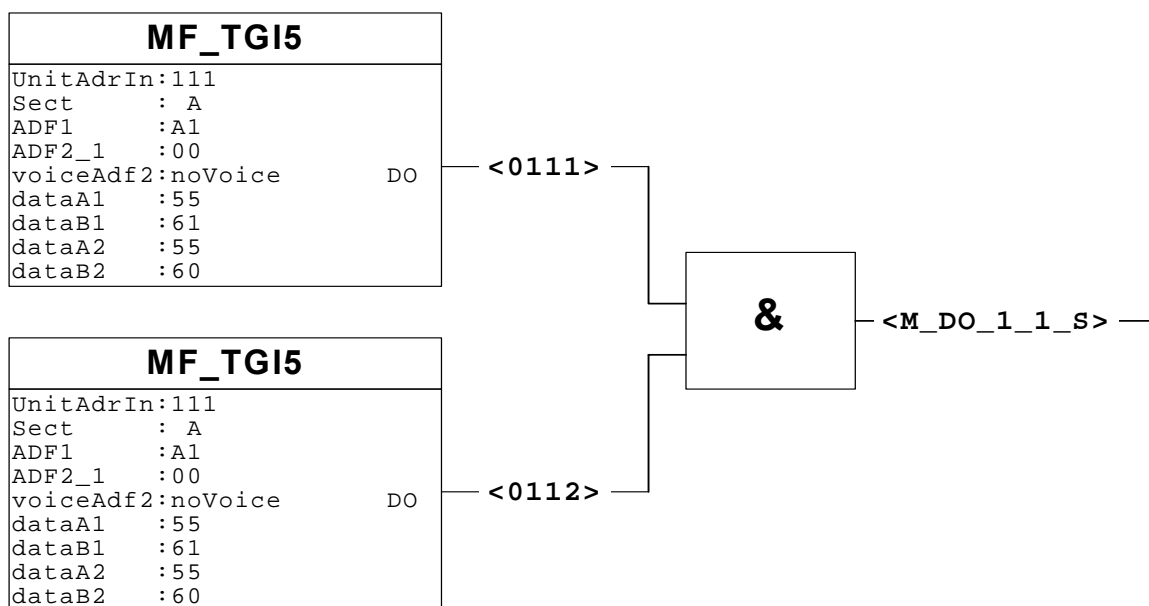 MF_TGI5
UnitAdrIn:111
Sect : A
ADF1 :A1
ADF2_1 :00
voiceAdf2:noVoice DO
dataA1 :55
dataB1 :61
dataA2 :55
dataB2 :60
<0111>
&
<M_DO_1_1_S>
MF_TGI5
UnitAdrIn:111
Sect : A
ADF1 :A1
ADF2_1 :00
voiceAdf2:noVoice DO
dataA1 :55
dataB1 :61
dataA2 :55
dataB2 :60
<0112>